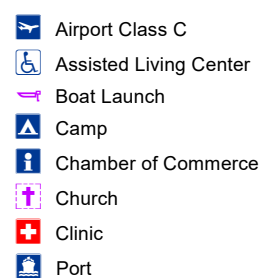 Airport Class C
Assisted Living Center
Boat Launch
Camp
Chamber of Commerce
Church
Clinic
Port